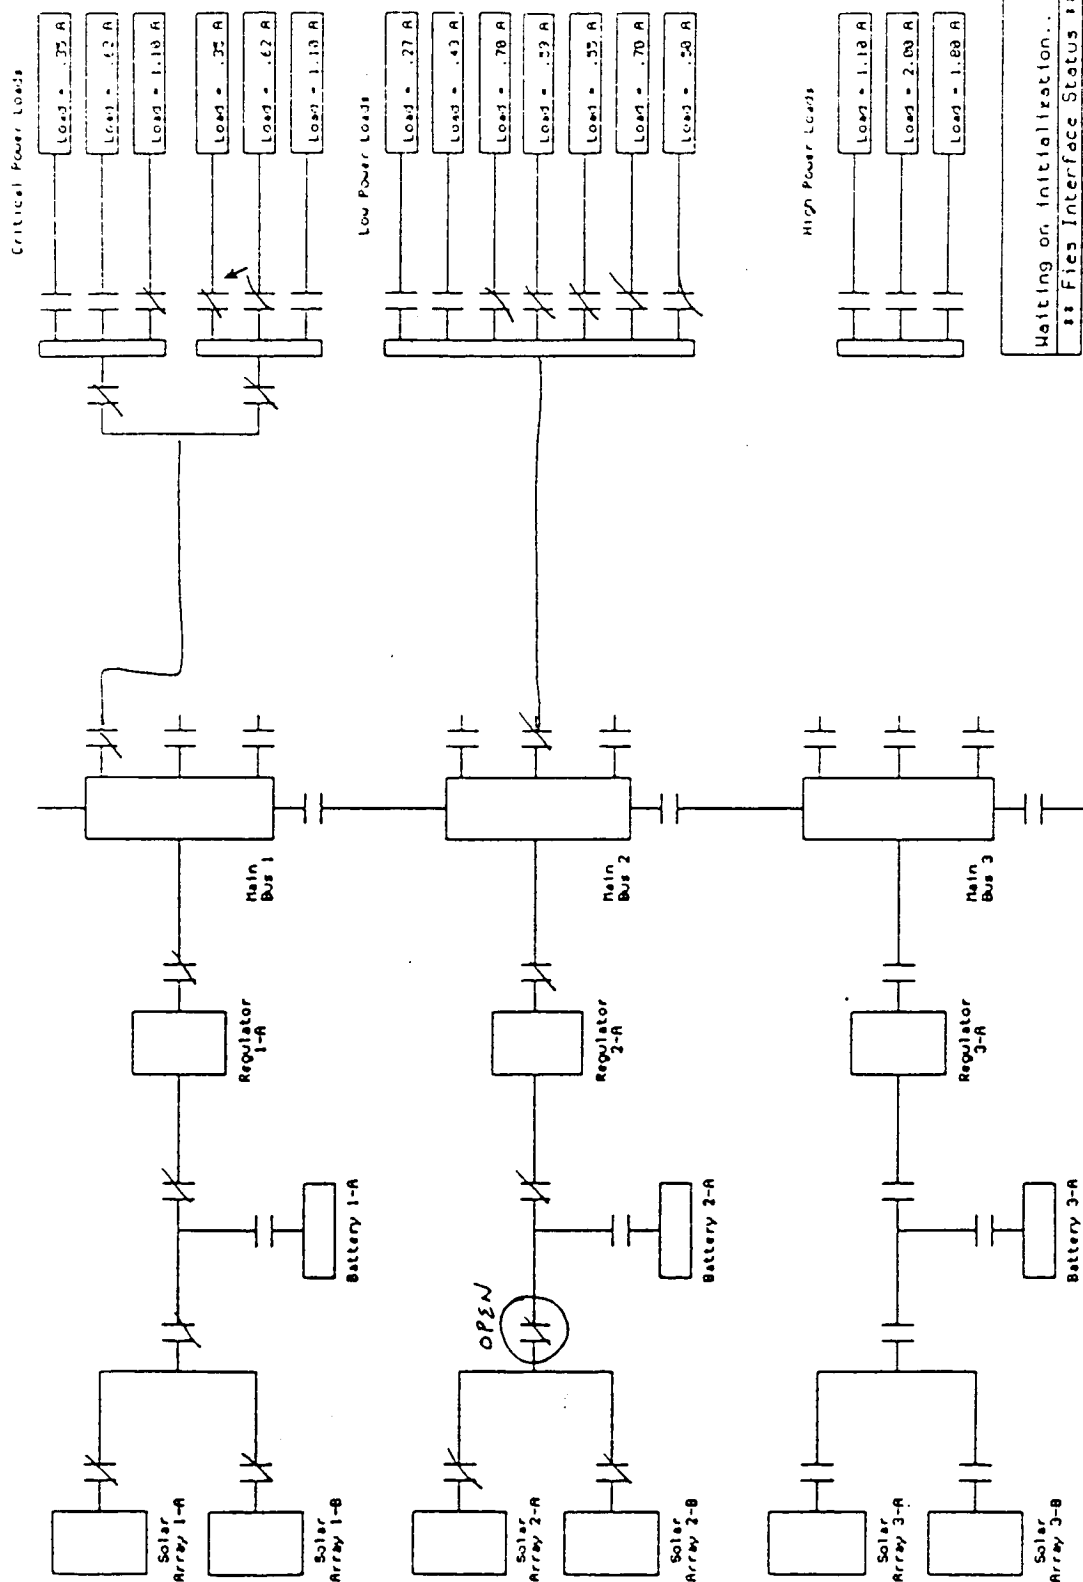 Critical Power Loads
Load = .35 A
Load = .62 A
Load = 1.10 A
Load = .35 A
Load = .62 A
Load = 1.10 A
Low Power Loads
Load = .27 A
Load = .43 A
Load = .70 A
Load = .59 A
Load = .55 A
Load = .70 A
Load = .50 A
High Power Loads
Load = 1.10 A
Load = 2.00 A
Load = 1.80 A
Waiting on initialization..
** Fies Interface Status **
Main
Bus 1
Main
Bus 2
Main
Bus 3
Regulator
1-A
Regulator
2-A
Regulator
3-A
Battery 1-A
Battery 2-A
Battery 3-A
OPEN
Solar
Array 1-A
Solar
Array 1-B
Solar
Array 2-A
Solar
Array 2-B
Solar
Array 3-A
Solar
Array 3-B